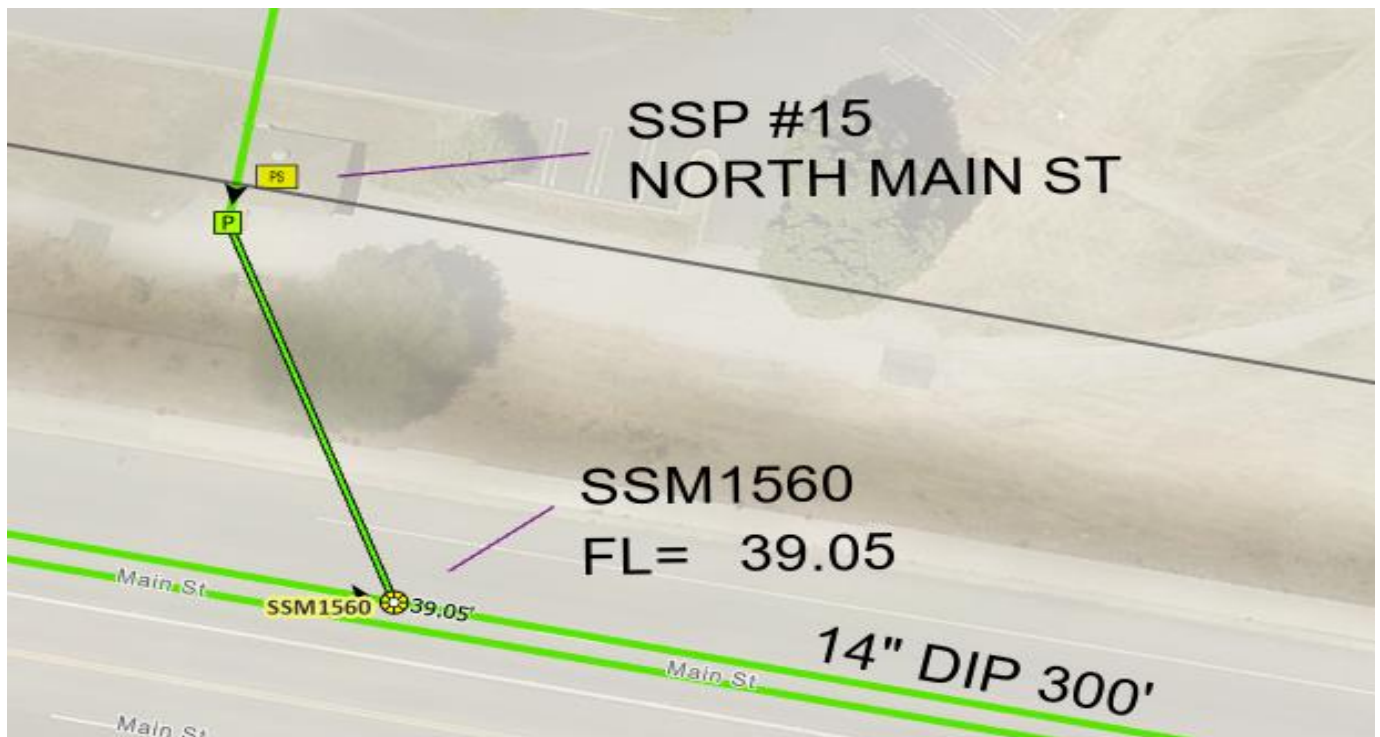 SSP #15
NORTH MAIN ST
PS
P
SSM1560
FL= 39.05
Main St
SSM1560
39.05'
14" DIP 300'
Main St
Main St